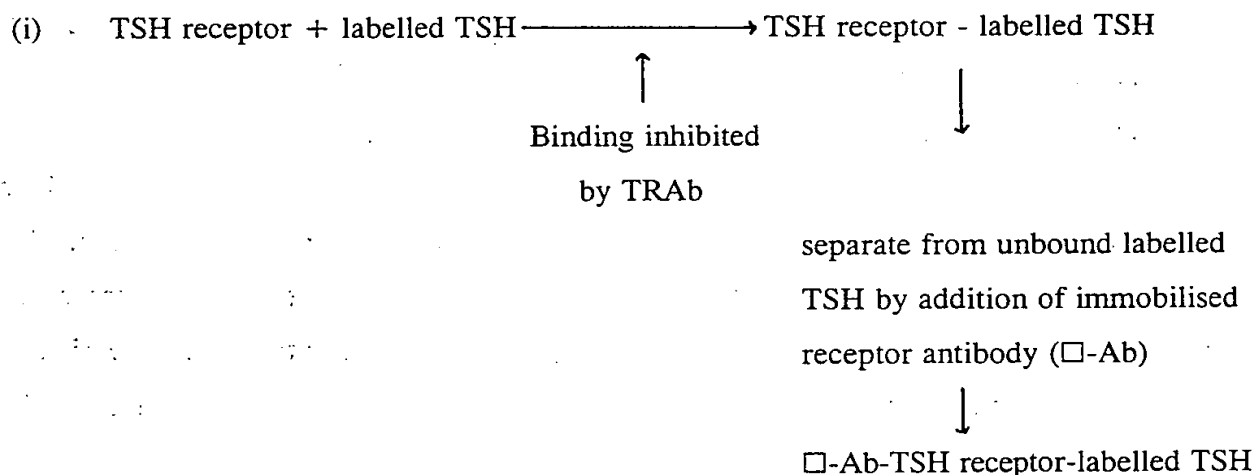 (i) TSH receptor + labelled TSH ⟶ TSH receptor - labelled TSH
Binding inhibited
by TRAb
separate from unbound labelled
TSH by addition of immobilised
receptor antibody (□-Ab)
□-Ab-TSH receptor-labelled TSH